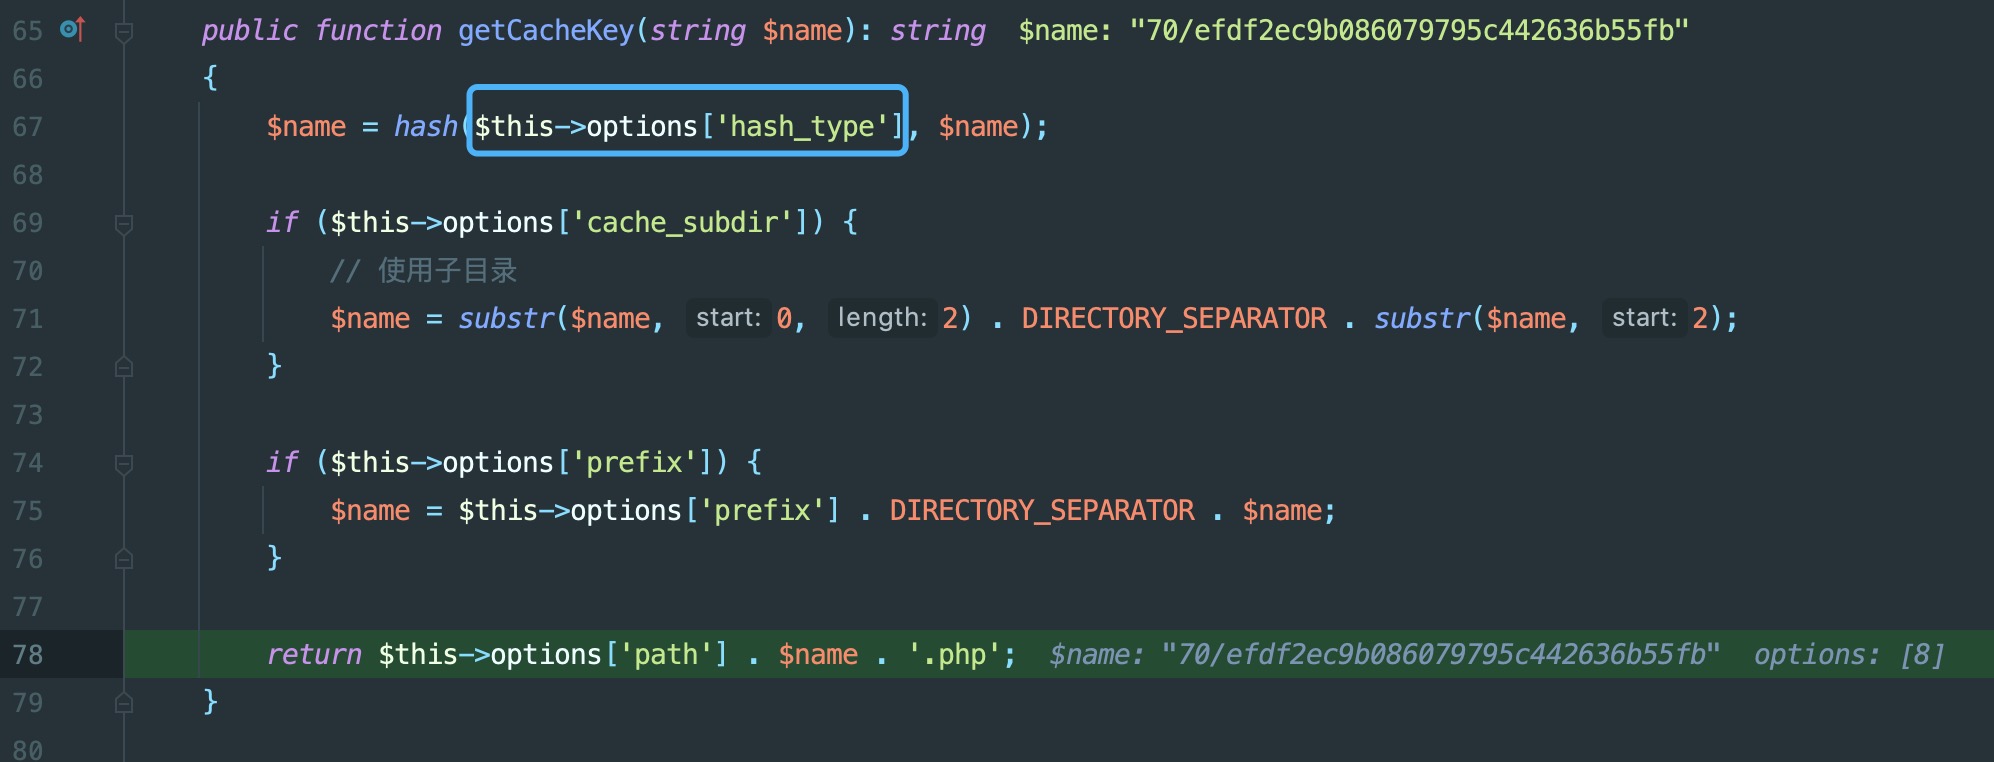 65 public function getCacheKey(string $name): string $name: "70/efdf2ec9b086079795c442636b55fb"
66 {
67 $name = hash($this->options['hash_type'], $name);
68
69 if ($this->options['cache_subdir']) {
70 // 使用子目录
71 $name = substr($name, start: 0, length: 2) . DIRECTORY_SEPARATOR . substr($name, start: 2);
72 }
73
74 if ($this->options['prefix']) {
75 $name = $this->options['prefix'] . DIRECTORY_SEPARATOR . $name;
76 }
77
78 return $this->options['path'] . $name . '.php'; $name: "70/efdf2ec9b086079795c442636b55fb" options: [8]
79 }
80